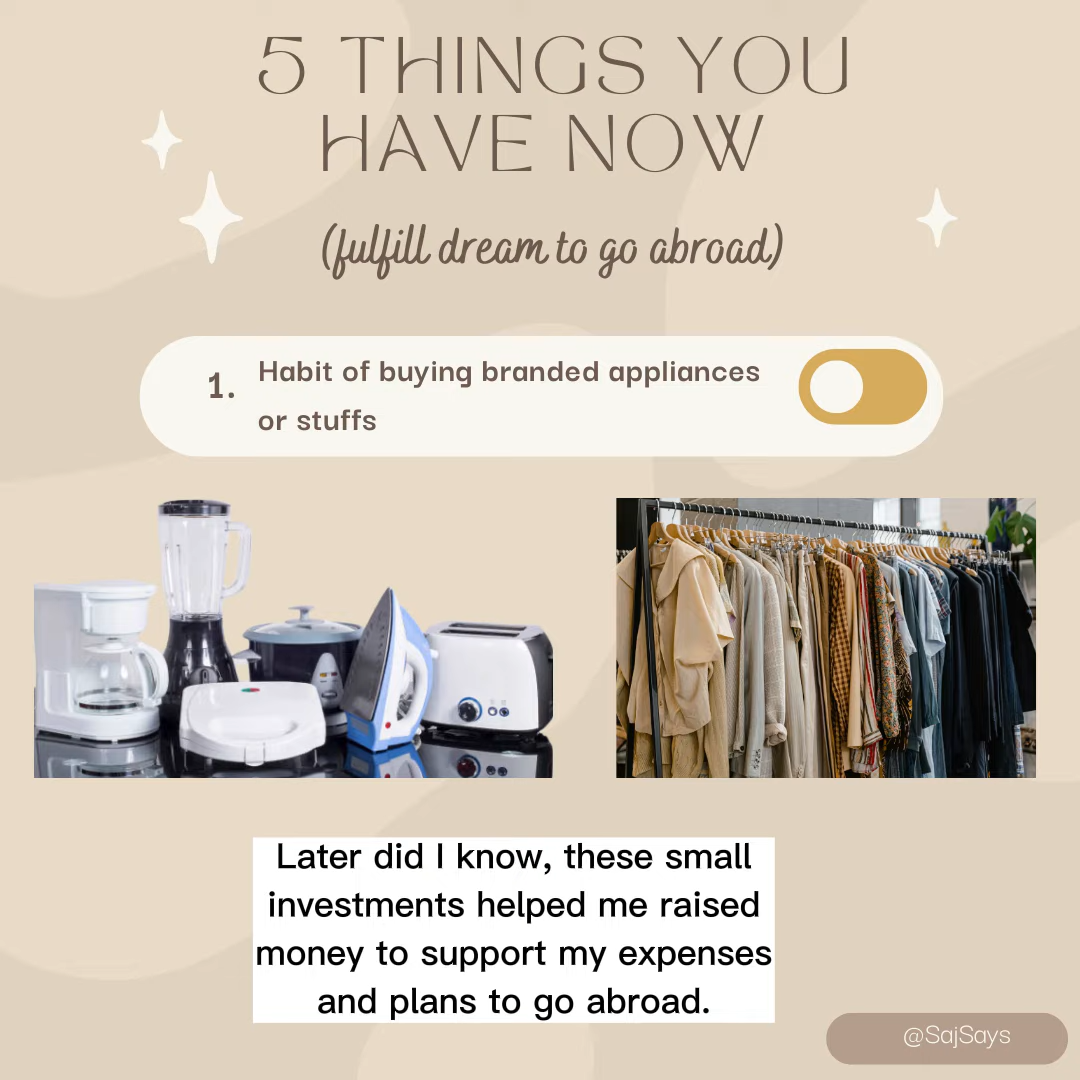 5 THINGS YOU
HAVE NOW
(fulfill dream to go abroad)
1. Habit of buying branded appliances
or stuffs
Later did I know, these small
investments helped me raised
money to support my expenses
and plans to go abroad.
@SajSays